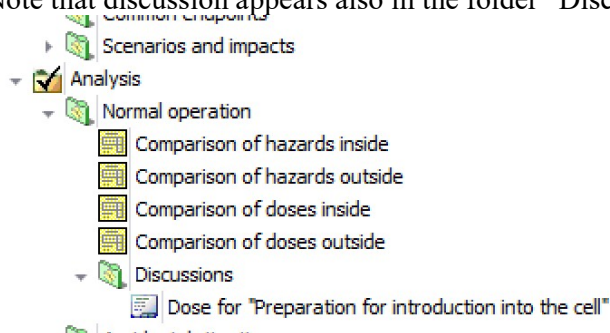 Note that discussion appears also in the folder "Disc
Common endpoints
Scenarios and impacts
Analysis
Normal operation
Comparison of hazards inside
Comparison of hazards outside
Comparison of doses inside
Comparison of doses outside
Discussions
Dose for "Preparation for introduction into the cell"